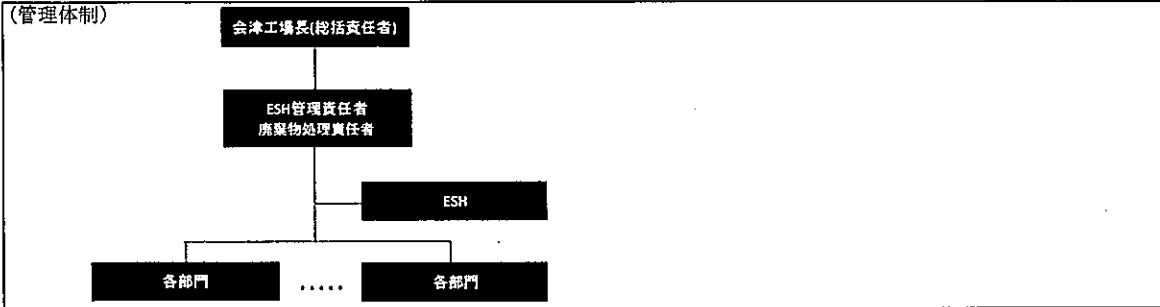 (管理体制)
会津工場長(総括責任者)
ESH管理責任者
廃棄物処理責任者
ESH
各部門 ..... 各部門